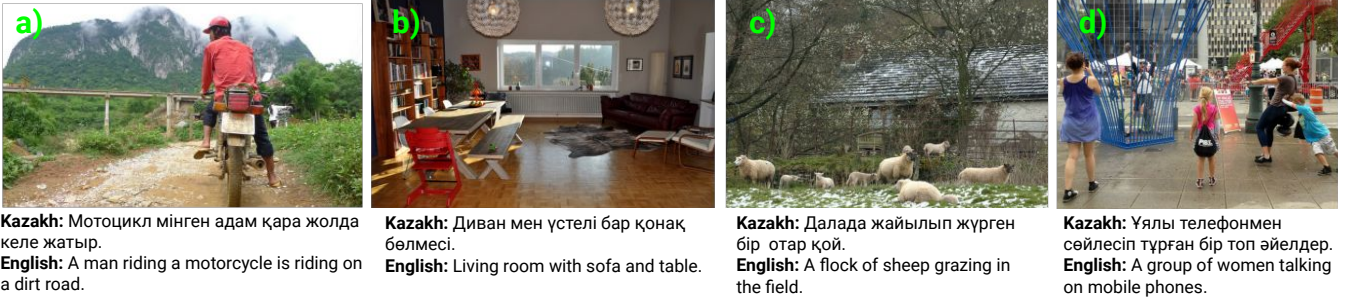 a)
b)
c)
d)
Kazakh: Мотоцикл мінген адам қара жолда
келе жатыр.
English: A man riding a motorcycle is riding on
a dirt road.
Kazakh: Диван мен үстелі бар қонақ
бөлмесі.
English: Living room with sofa and table.
Kazakh: Далада жайылып жүрген
бір отар қой.
English: A flock of sheep grazing in
the field.
Kazakh: Ұялы телефонмен
сөйлесіп тұрған бір топ әйелдер.
English: A group of women talking
on mobile phones.